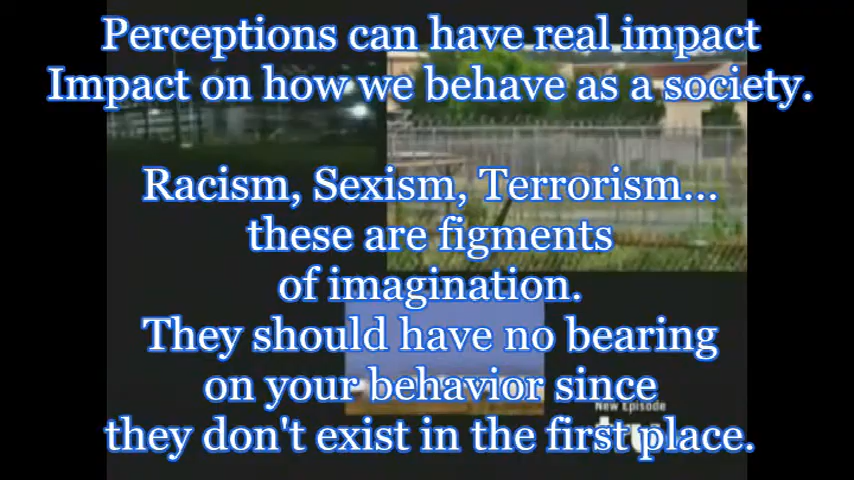 Perceptions can have real impact
Impact on how we behave as a society.
Racism, Sexism, Terrorism...
these are figments
of imagination.
They should have no bearing
on your behavior since
New Episode
they don't exist in the first place.